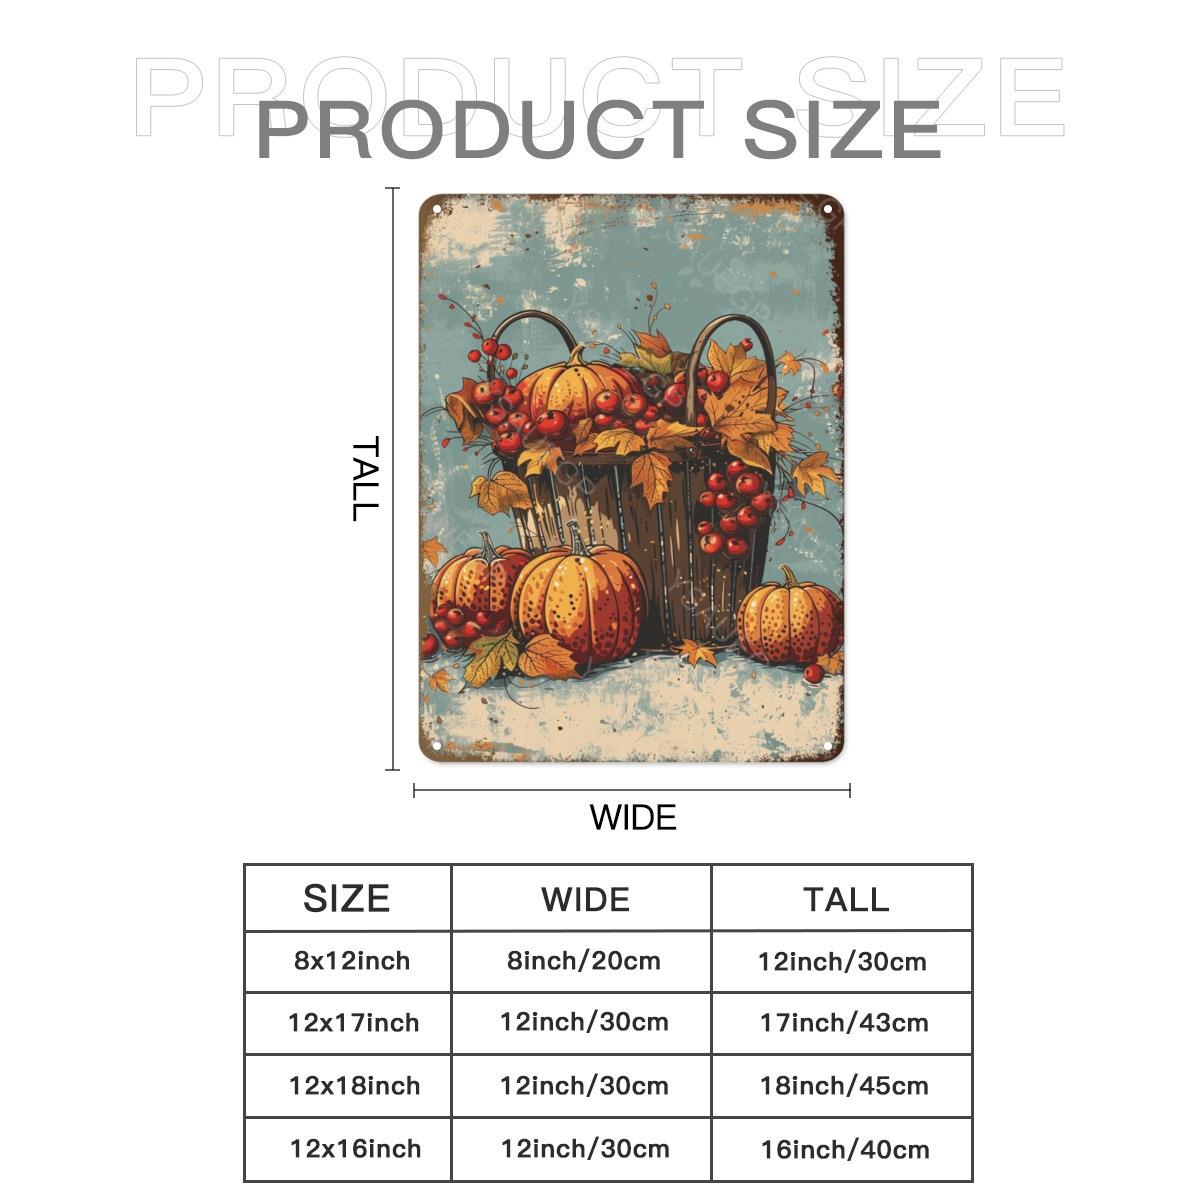 PRODUCT SIZE
PRODUCT SIZE
TALL
WIDE
SIZE WIDE TALL
8x12inch 8inch/20cm 12inch/30cm
12x17inch 12inch/30cm 17inch/43cm
12x18inch 12inch/30cm 18inch/45cm
12x16inch 12inch/30cm 16inch/40cm